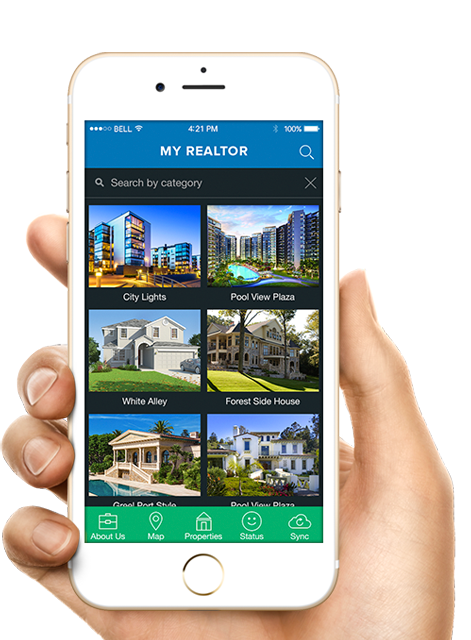 BELL 4:21 PM 100%
MY REALTOR
Search by category
City Lights Pool View Plaza
White Alley Forest Side House
Greel Port Style Pool View Plaza
About Us Map Properties Status Sync